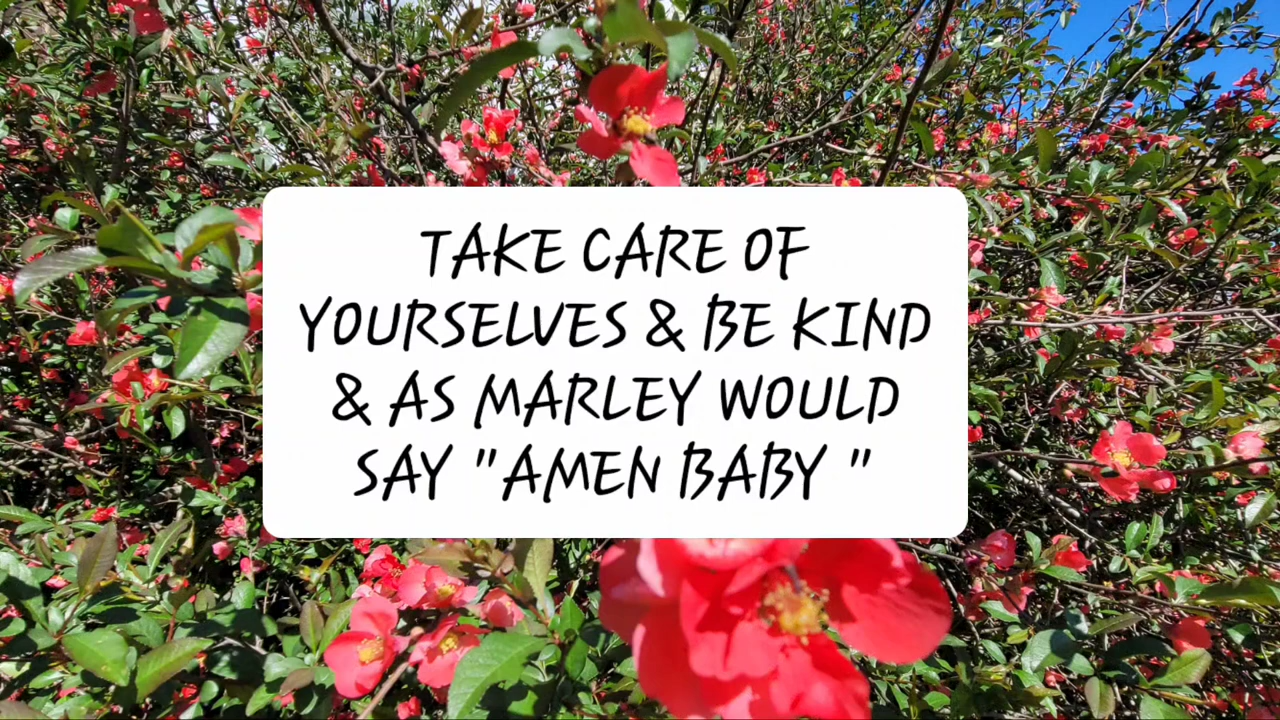 TAKE CARE OF
YOURSELVES & BE KIND
& AS MARLEY WOULD
SAY "AMEN BABY "